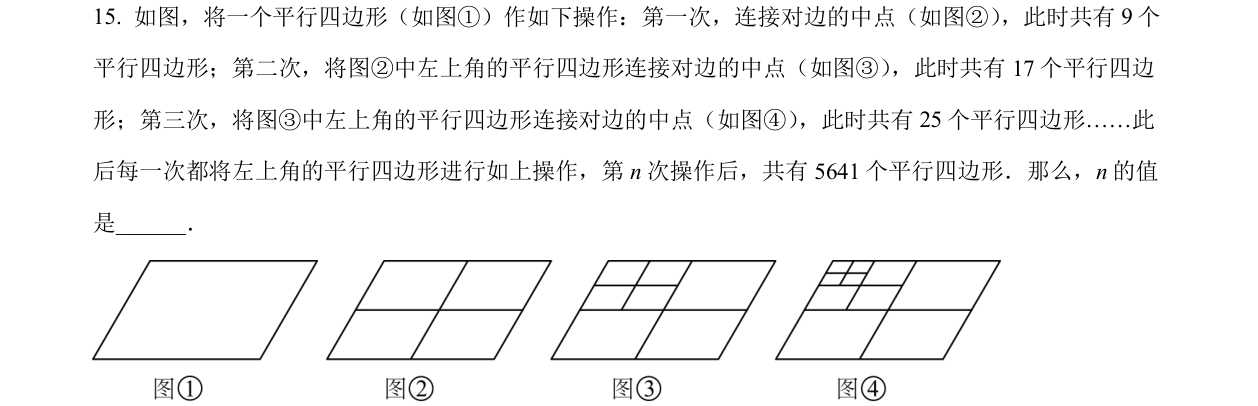 15. 如图，将一个平行四边形（如图①）作如下操作：第一次，连接对边的中点（如图②），此时共有 9 个
平行四边形；第二次，将图②中左上角的平行四边形连接对边的中点（如图③），此时共有 17 个平行四边
形；第三次，将图③中左上角的平行四边形连接对边的中点（如图④），此时共有 25 个平行四边形……此
后每一次都将左上角的平行四边形进行如上操作，第 n 次操作后，共有 5641 个平行四边形．那么，n 的值
是______．
图① 图② 图③ 图④